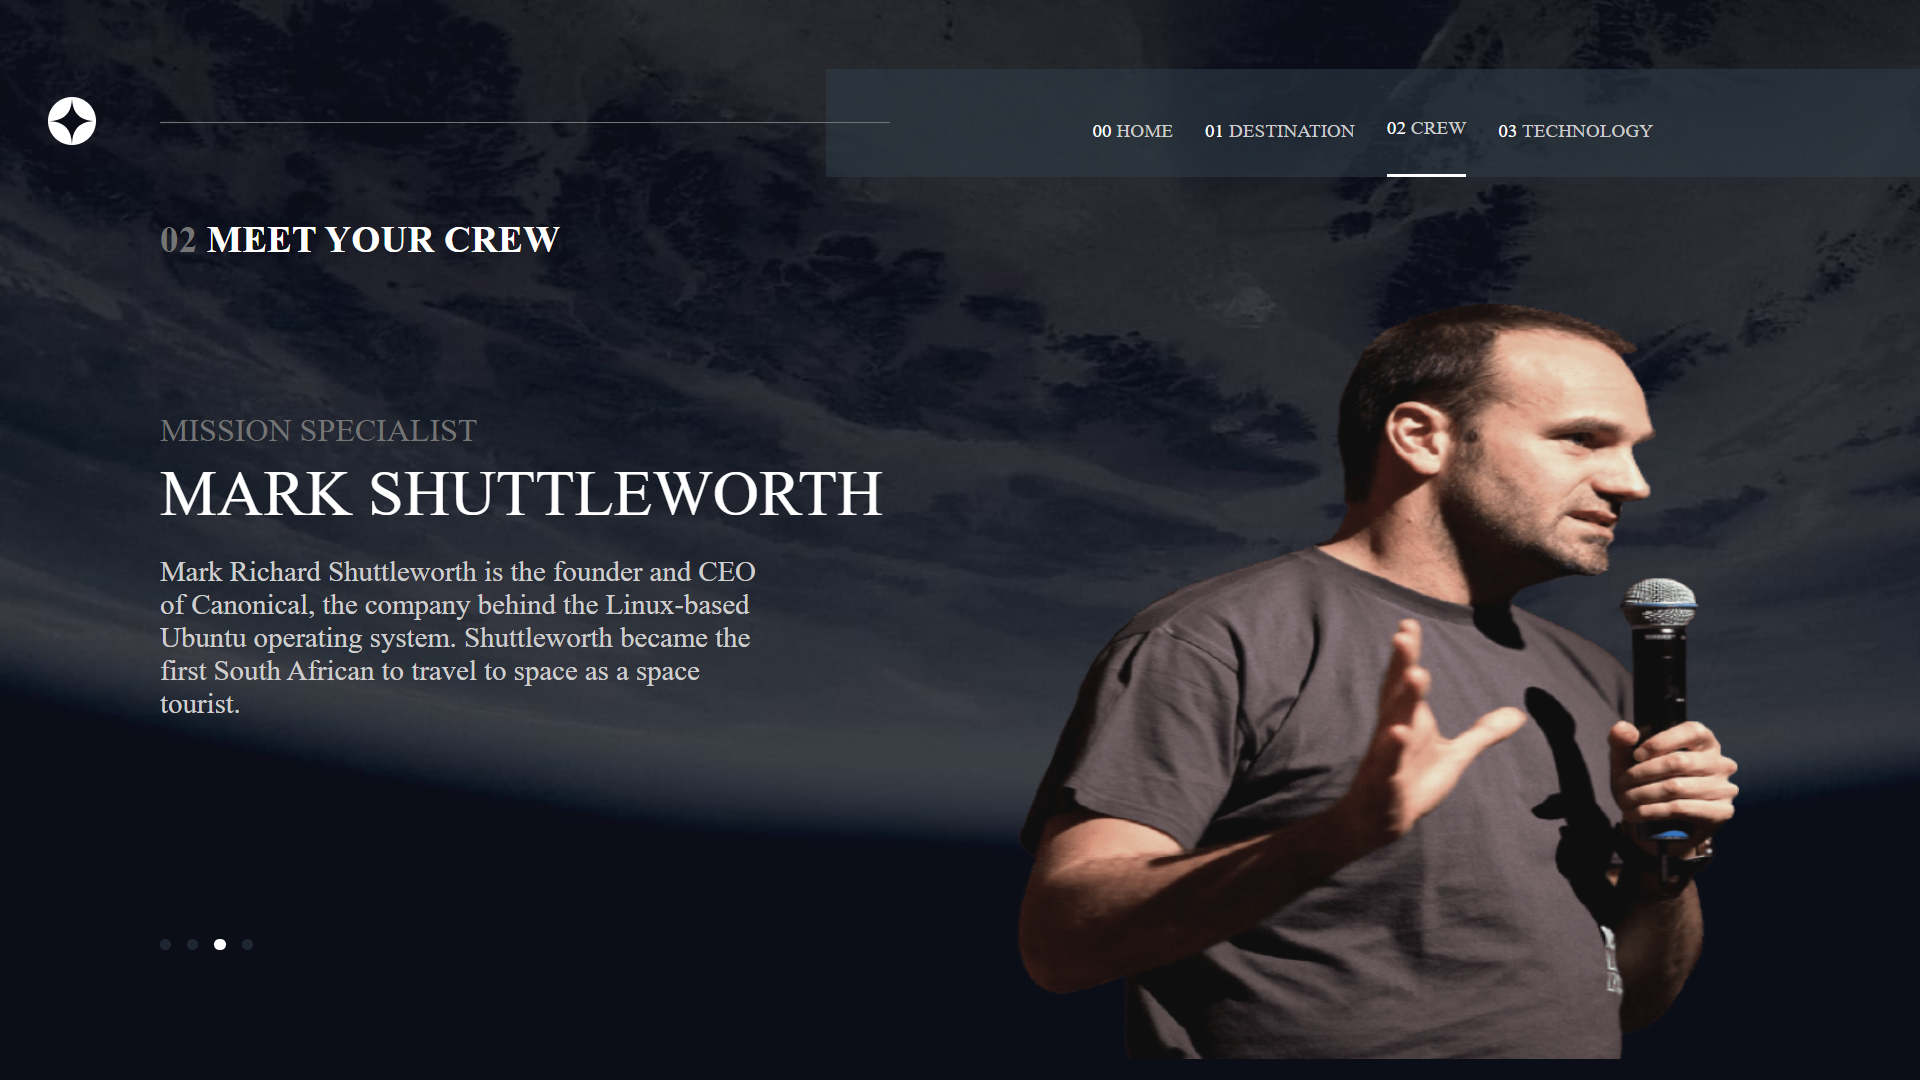 00 HOME 01 DESTINATION 02 CREW 03 TECHNOLOGY
02 MEET YOUR CREW
MISSION SPECIALIST
MARK SHUTTLEWORTH
Mark Richard Shuttleworth is the founder and CEO
of Canonical, the company behind the Linux-based
Ubuntu operating system. Shuttleworth became the
first South African to travel to space as a space
tourist.